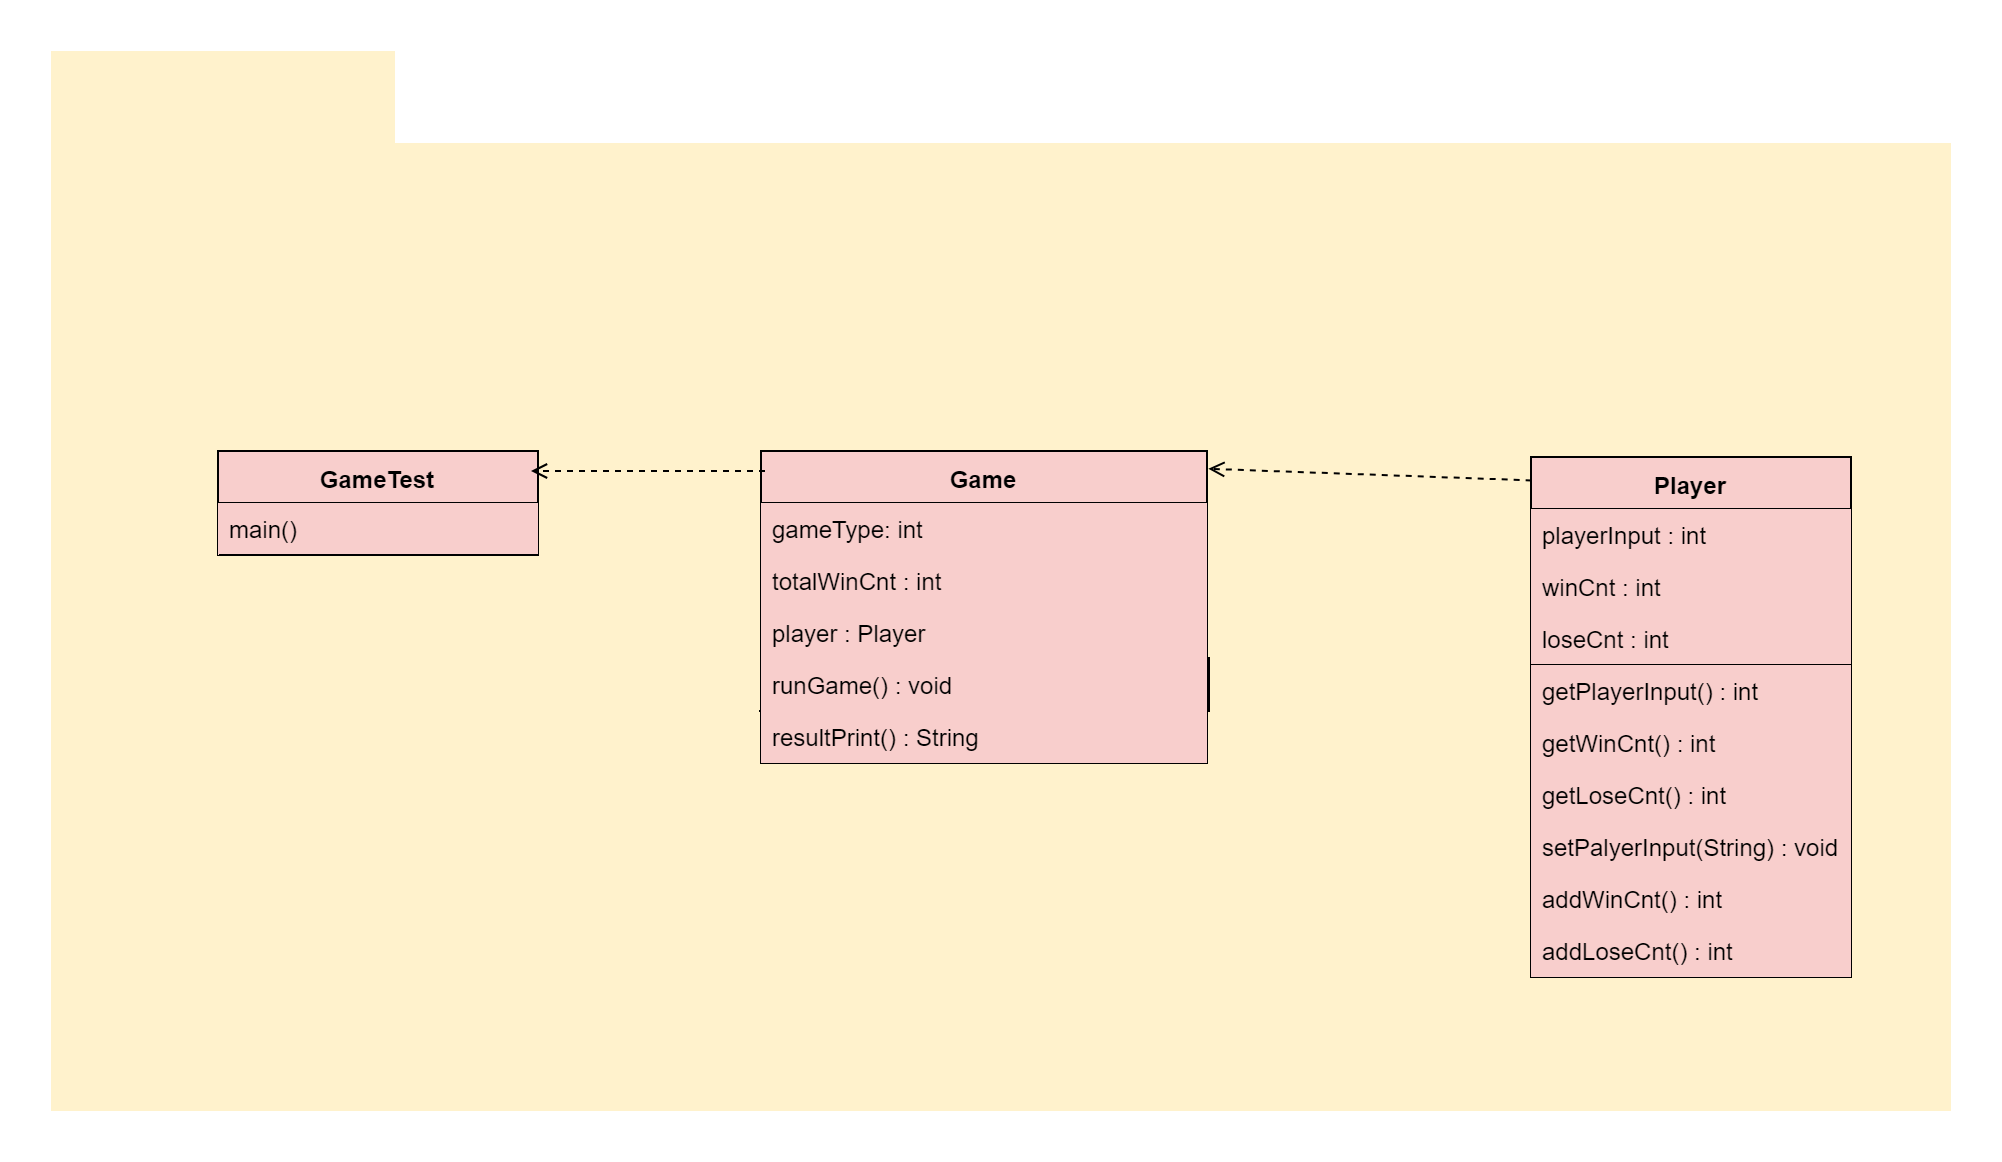 GameTest
main()
Game
gameType: int
totalWinCnt : int
player : Player
runGame() : void
resultPrint() : String
Player
playerInput : int
winCnt : int
loseCnt : int
getPlayerInput() : int
getWinCnt() : int
getLoseCnt() : int
setPalyerInput(String) : void
addWinCnt() : int
addLoseCnt() : int